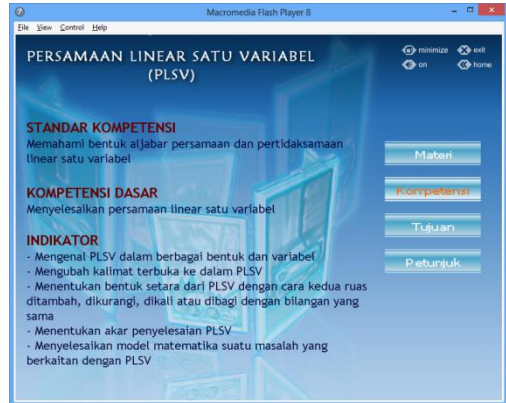 Macromedia Flash Player 8
File View Control Help
PERSAMAAN LINEAR SATU VARIABEL
(PLSV)
minimize exit
on home
STANDAR KOMPETENSI
Memahami bentuk aljabar persamaan dan pertidaksamaan
linear satu variabel
Materi
KOMPETENSI DASAR
Kompetensi
Menyelesaikan persamaan linear satu variabel
Tujuan
INDIKATOR
- Mengenal PLSV dalam berbagai bentuk dan variabel
Petunjuk
- Mengubah kalimat terbuka ke dalam PLSV
- Menentukan bentuk setara dari PLSV dengan cara kedua ruas
ditambah, dikurangi, dikali atau dibagi dengan bilangan yang
sama
- Menentukan akar penyelesaian PLSV
- Menyelesaikan model matematika suatu masalah yang
berkaitan dengan PLSV